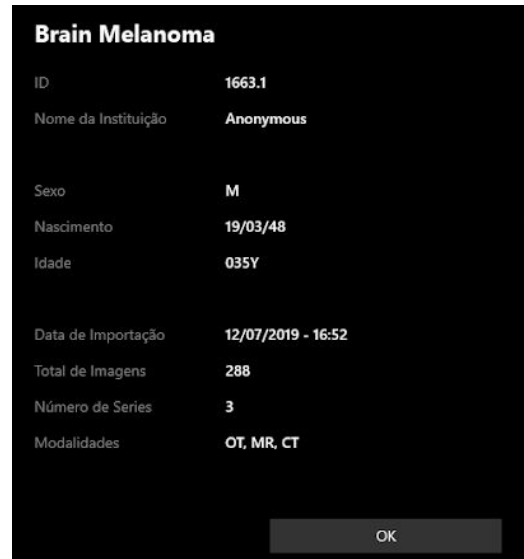 Brain Melanoma
ID 1663.1
Nome da Instituição Anonymous
Sexo M
Nascimento 19/03/48
Idade 035Y
Data de Importação 12/07/2019 - 16:52
Total de Imagens 288
Número de Series 3
Modalidades OT, MR, CT
OK